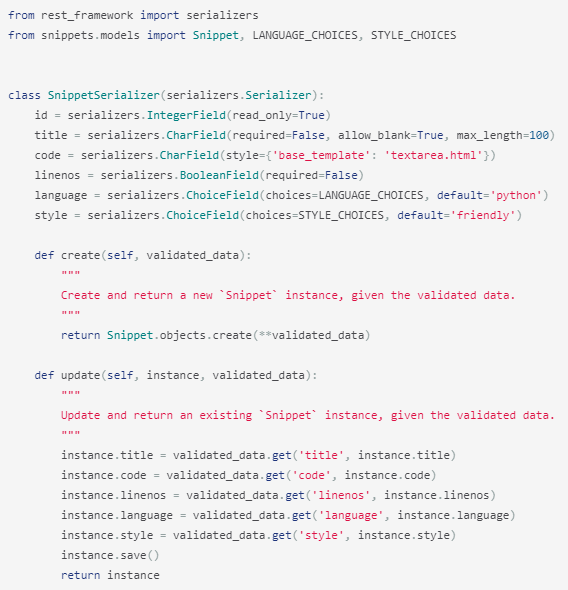 from rest_framework import serializers
from snippets.models import Snippet, LANGUAGE_CHOICES, STYLE_CHOICES
class SnippetSerializer(serializers.Serializer):
    id = serializers.IntegerField(read_only=True)
    title = serializers.CharField(required=False, allow_blank=True, max_length=100)
    code = serializers.CharField(style={'base_template': 'textarea.html'})
    linenos = serializers.BooleanField(required=False)
    language = serializers.ChoiceField(choices=LANGUAGE_CHOICES, default='python')
    style = serializers.ChoiceField(choices=STYLE_CHOICES, default='friendly')
    def create(self, validated_data):
        """
        Create and return a new `Snippet` instance, given the validated data.
        """
        return Snippet.objects.create(**validated_data)
    def update(self, instance, validated_data):
        """
        Update and return an existing `Snippet` instance, given the validated data.
        """
        instance.title = validated_data.get('title', instance.title)
        instance.code = validated_data.get('code', instance.code)
        instance.linenos = validated_data.get('linenos', instance.linenos)
        instance.language = validated_data.get('language', instance.language)
        instance.style = validated_data.get('style', instance.style)
        instance.save()
        return instance